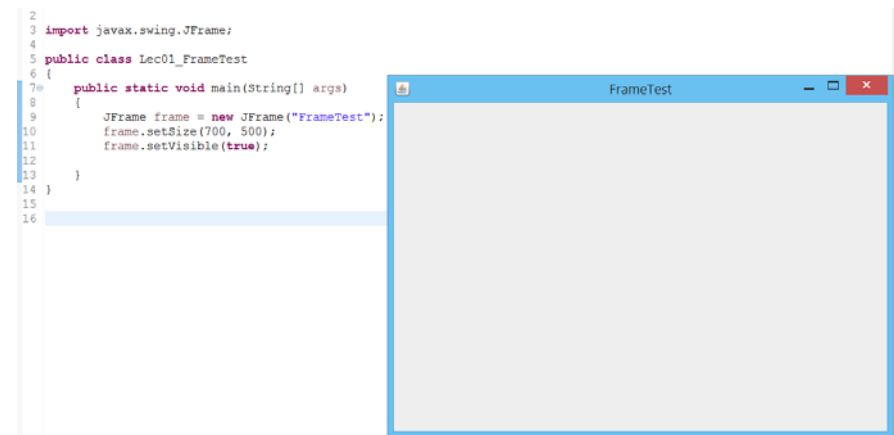 2
3 import javax.swing.JFrame;
4
5 public class Lec01_FrameTest
6 {
7 public static void main(String[] args)
8 {
9 JFrame frame = new JFrame("FrameTest");
10 frame.setSize(700, 500);
11 frame.setVisible(true);
12
13 }
14 }
15
16
FrameTest